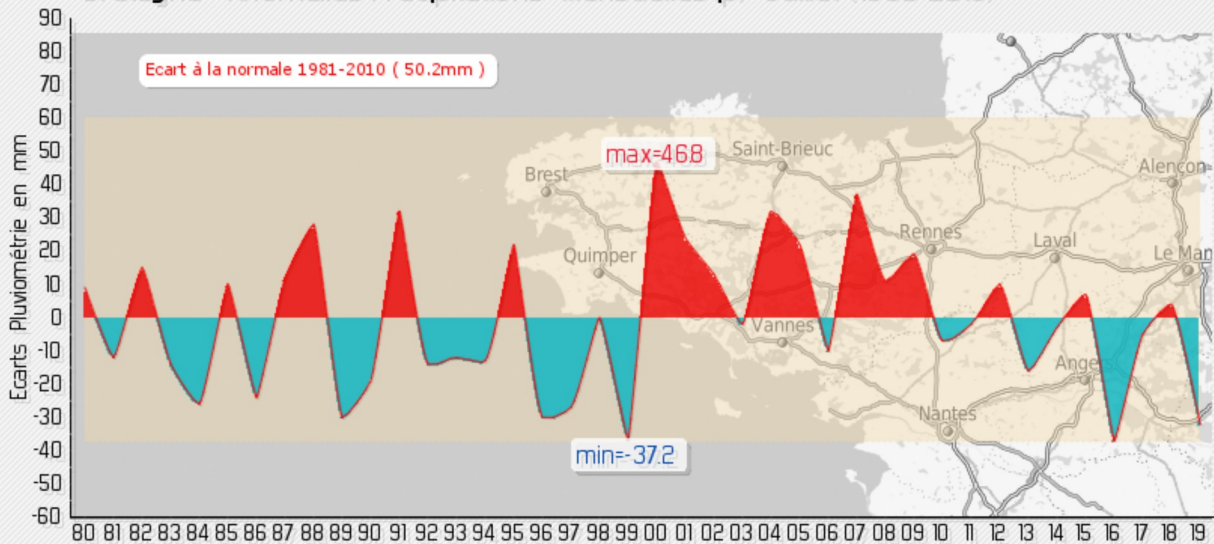 90
80
70
60
50
40
30
20
10
0
-10
-20
-30
-40
-50
-60
Ecarts Pluviométrie en mm
Ecart à la normale 1981-2010 ( 50.2mm )
max=46.8
Saint-Brieuc
Brest
Alençon
Rennes
Laval
Quimper
Le Man
Vannes
Angers
Nantes
min=-37.2
80 81 82 83 84 85 86 87 88 89 90 91 92 93 94 95 96 97 98 99 00 01 02 03 04 05 06 07 08 09 10 11 12 13 14 15 16 17 18 19